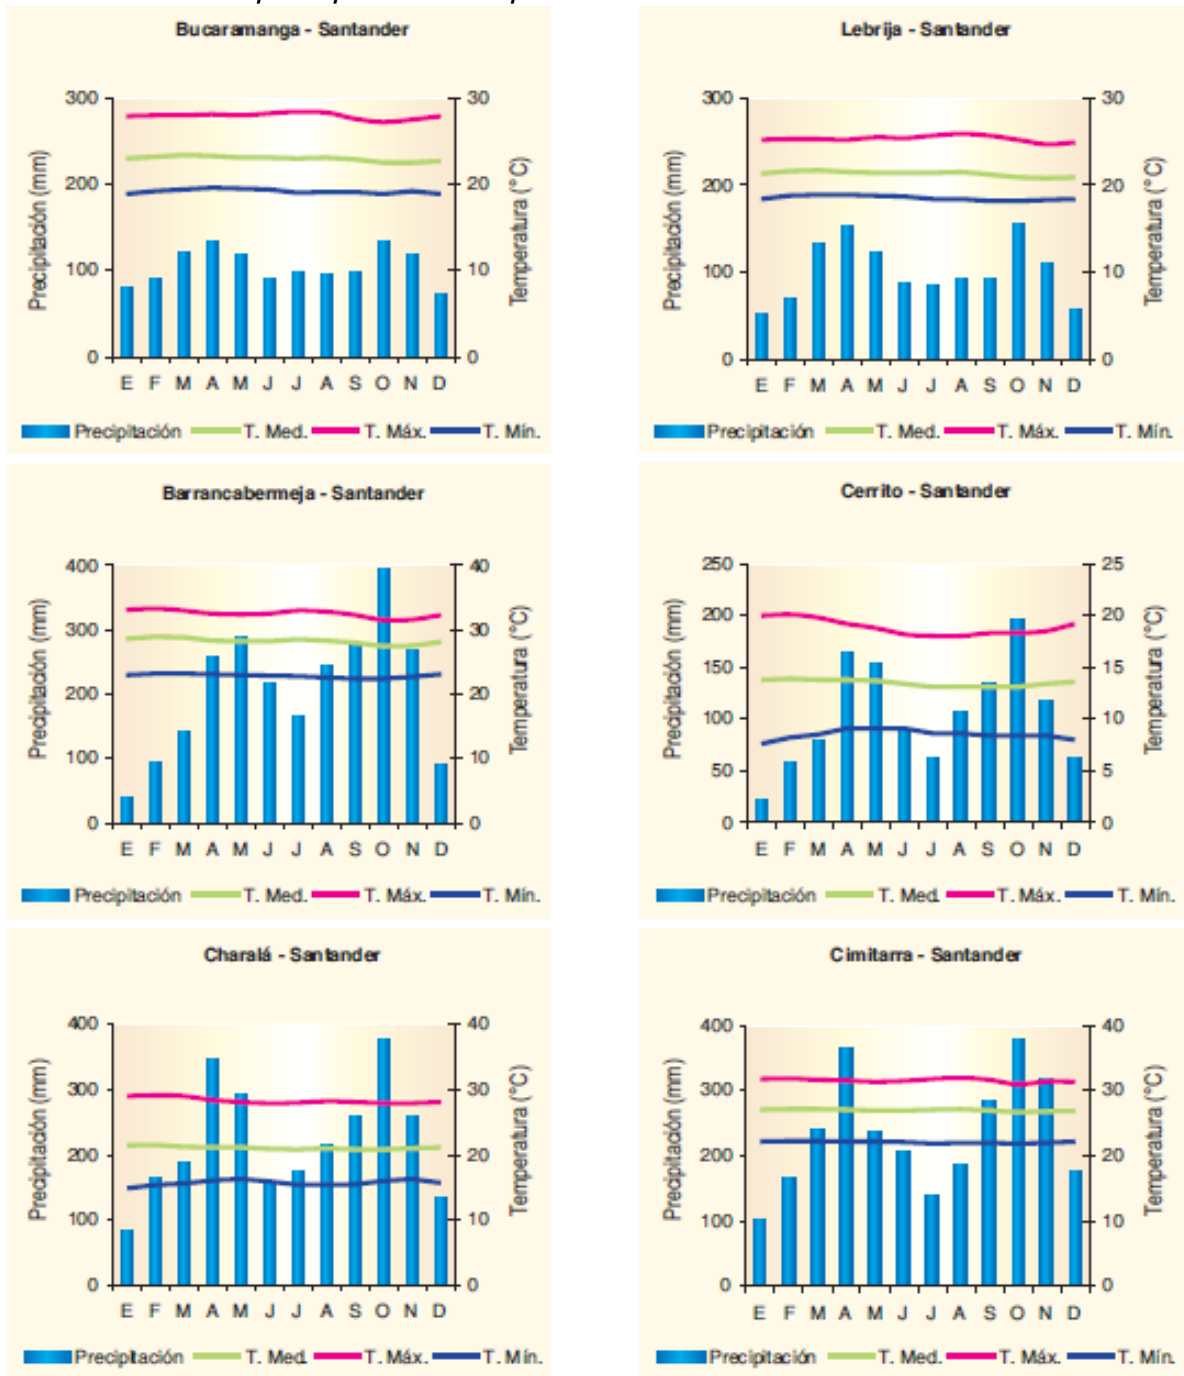 Bucaramanga - Santander
Precipitación (mm)
300
200
100
0
30
20
10
0
Temperatura (°C)
E F M A M J J A S O N D
Precipitación T. Med. T. Máx. T. Mín.
Lebrija - Santander
Precipitación (mm)
300
200
100
0
30
20
10
0
Temperatura (°C)
E F M A M J J A S O N D
Precipitación T. Med. T. Máx. T. Mín.
Barrancabermeja - Santander
Precipitación (mm)
400
300
200
100
0
40
30
20
10
0
Temperatura (°C)
E F M A M J J A S O N D
Precipitación T. Med. T. Máx. T. Mín.
Cerrito - Santander
Precipitación (mm)
250
200
150
100
50
0
25
20
15
10
5
0
Temperatura (°C)
E F M A M J J A S O N D
Precipitación T. Med. T. Máx. T. Mín.
Charalá - Santander
Precipitación (mm)
400
300
200
100
0
40
30
20
10
0
Temperatura (°C)
E F M A M J J A S O N D
Precipitación T. Med. T. Máx. T. Mín.
Cimitarra - Santander
Precipitación (mm)
400
300
200
100
0
40
30
20
10
0
Temperatura (°C)
E F M A M J J A S O N D
Precipitación T. Med. T. Máx. T. Mín.